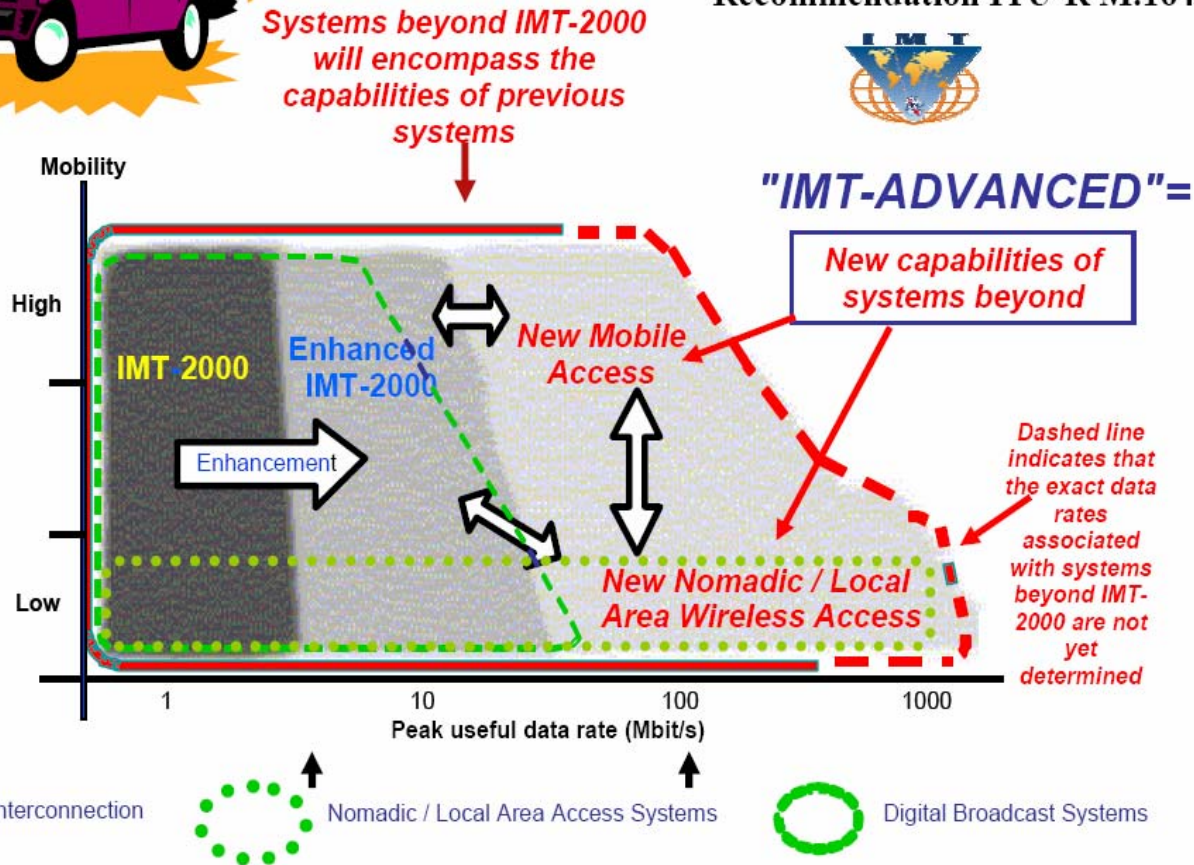 Systems beyond IMT-2000
will encompass the
capabilities of previous
systems
IMT
Mobility
"IMT-ADVANCED"=
New capabilities of
systems beyond
High
IMT-2000
Enhanced
IMT-2000
New Mobile
Access
Enhancement
Dashed line
indicates that
the exact data
rates
associated
with systems
beyond IMT-
2000 are not
yet
determined
Low
New Nomadic / Local
Area Wireless Access
1 10 100 1000
Peak useful data rate (Mbit/s)
nterconnection
Nomadic / Local Area Access Systems
Digital Broadcast Systems